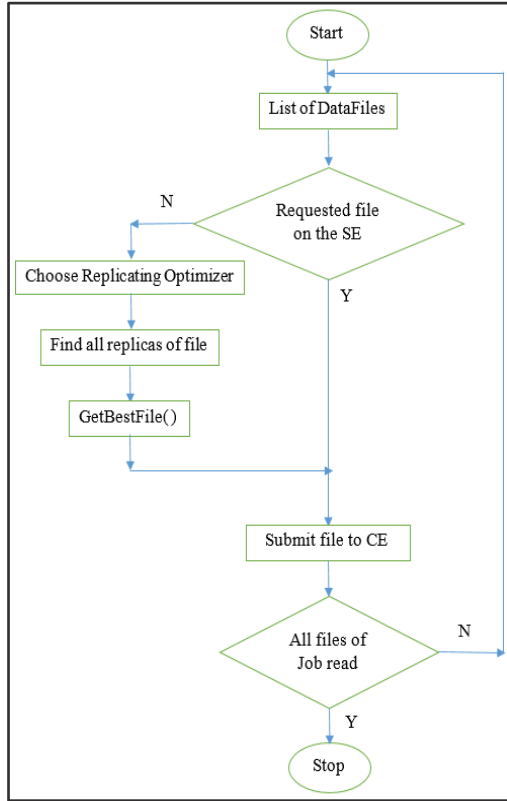 Start
List of DataFiles
N
Requested file
on the SE
Choose Replicating Optimizer
Y
Find all replicas of file
GetBestFile()
Submit file to CE
All files of
Job read
N
Y
Stop